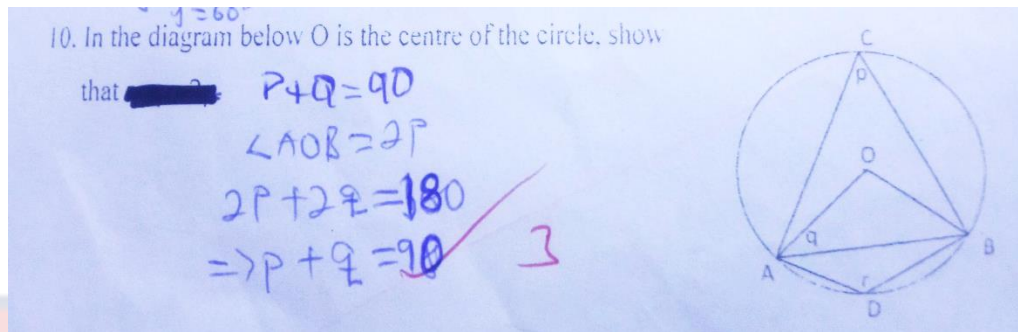 y=60°
10. In the diagram below O is the centre of the circle, show
that P+Q=90
∠AOB=2P
2P+2q=180
=>p+q=90
3
C
p
O
q
A
B
r
D